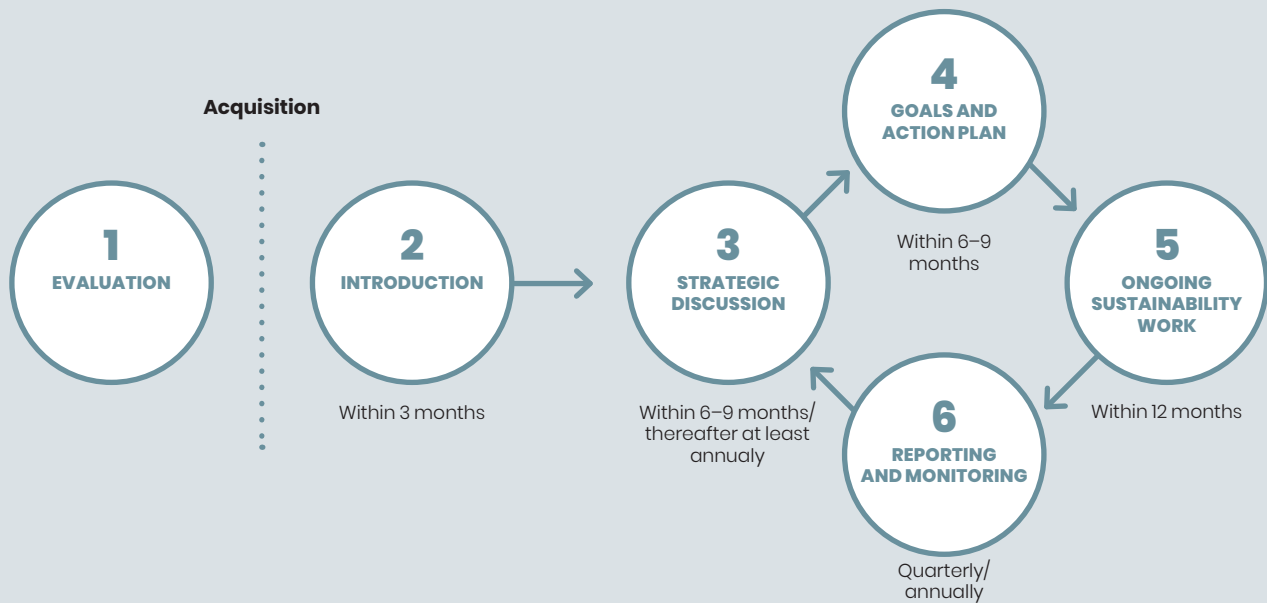 Acquisition
1
EVALUATION
2
INTRODUCTION
Within 3 months
3
STRATEGIC
DISCUSSION
Within 6–9 months/
thereafter at least
annualy
4
GOALS AND
ACTION PLAN
Within 6–9
months
5
ONGOING
SUSTAINABILITY
WORK
Within 12 months
6
REPORTING
AND MONITORING
Quarterly/
annually